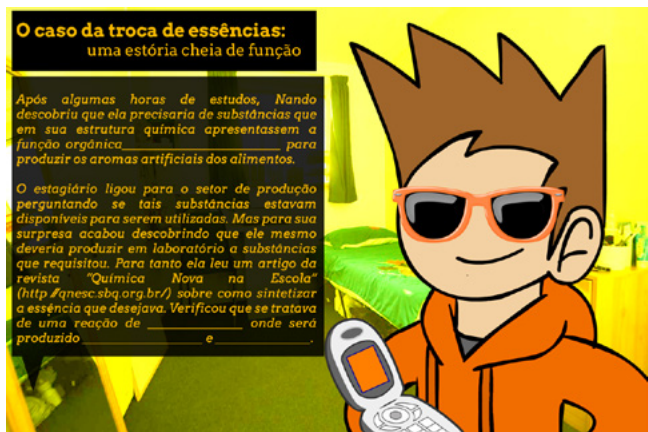 O caso da troca de essências:
uma estória cheia de função
Após algumas horas de estudos, Nando
descobriu que ela precisaria de substâncias que
em sua estrutura química apresentassem a
função orgânica____________________ para
produzir os aromas artificiais dos alimentos.
O estagiário ligou para o setor de produção
perguntando se tais substâncias estavam
disponíveis para serem utilizadas. Mas para sua
surpresa acabou descobrindo que ele mesmo
deveria produzir em laboratório a substâncias
que requisitou. Para tanto ela leu um artigo da
revista "Química Nova na Escola"
(http //qnesc.sbq.org.br/) sobre como sintetizar
a essência que desejava. Verificou que se tratava
de uma reação de ____________ onde será
produzido ________________ e ____________.